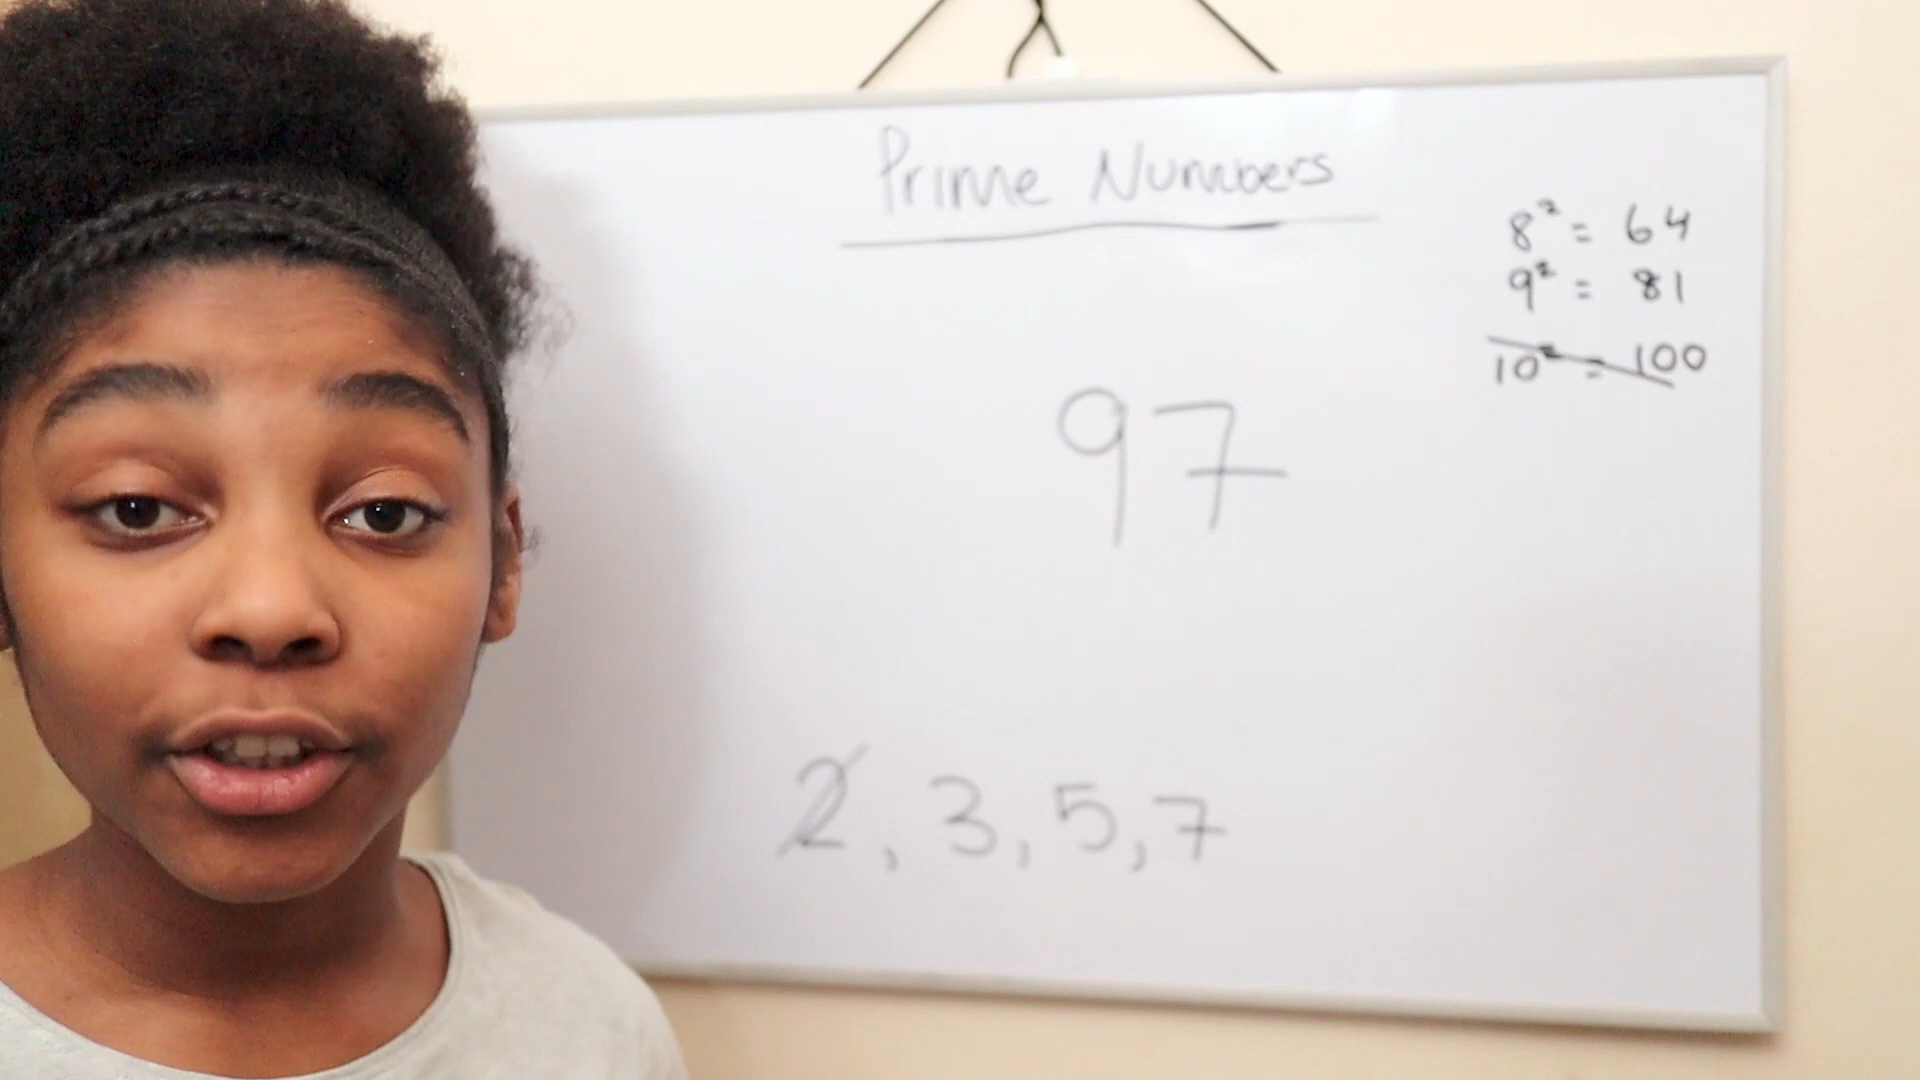 Prime Numbers
8² = 64
9² = 81
10² = 100
97
2, 3, 5, 7